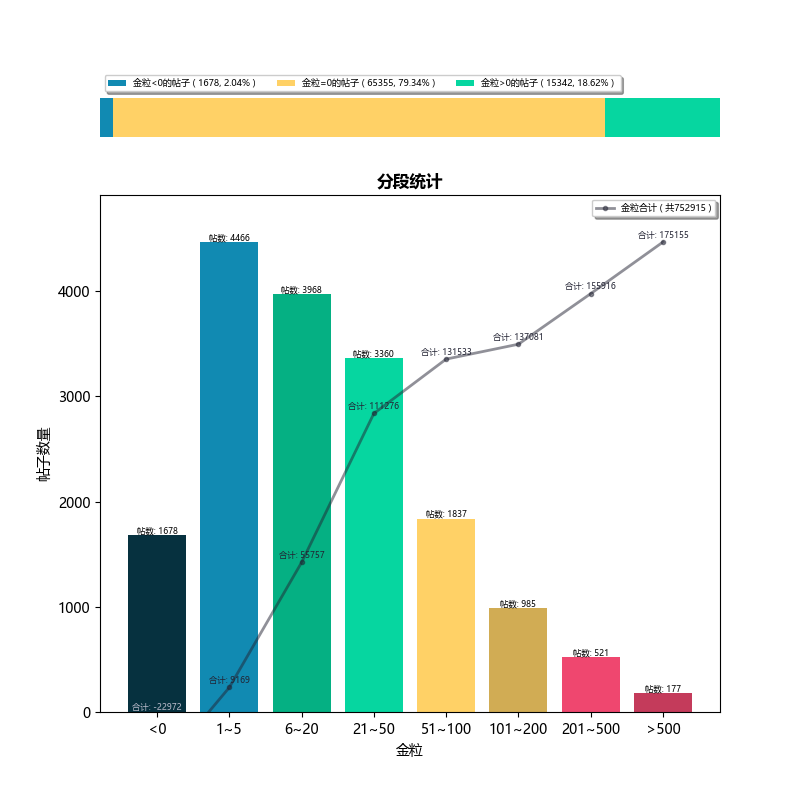 金粒<0的帖子 ( 1678, 2.04% ) 金粒=0的帖子 ( 65355, 79.34% ) 金粒>0的帖子 ( 15342, 18.62% )
分段统计
金粒合计 ( 共752915 )
合计: 175155
帖数: 4466
合计: 155916
帖数: 3968
4000
合计: 137081
帖数: 3360
合计: 131533
合计: 111276
3000
帖子数量
2000
帖数: 1837
帖数: 1678
合计: 55757
1000
帖数: 985
帖数: 521
合计: 9169
帖数: 177
合计: -22972
0
<0 1~5 6~20 21~50 51~100 101~200 201~500 >500
金粒